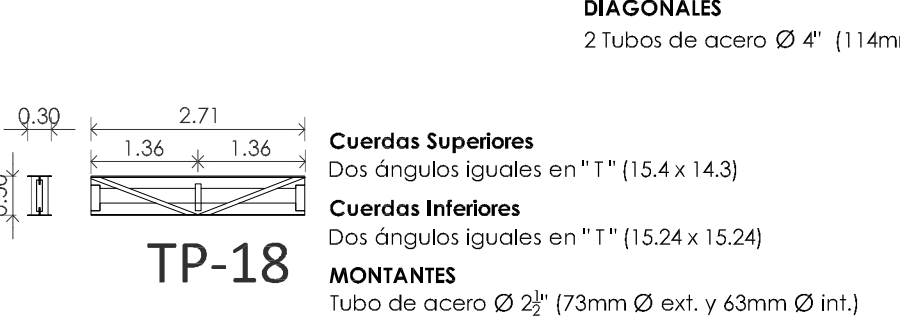 DIAGONALES
2 Tubos de acero Ø 4" (114m
0.30
2.71
1.36 1.36
Cuerdas Superiores
Dos ángulos iguales en "T" (15.4 x 14.3)
Cuerdas Inferiores
Dos ángulos iguales en "T" (15.24 x 15.24)
TP-18
MONTANTES
Tubo de acero Ø 2½" (73mm Ø ext. y 63mm Ø int.)